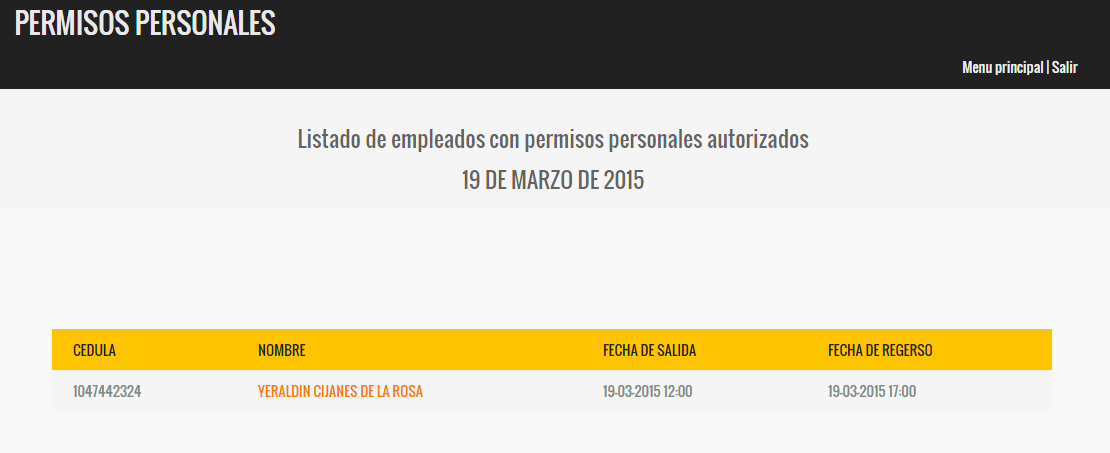 PERMISOS PERSONALES
Menu principal | Salir
Listado de empleados con permisos personales autorizados
19 DE MARZO DE 2015
CEDULA NOMBRE FECHA DE SALIDA FECHA DE REGERSO
1047442324 YERALDIN CIJANES DE LA ROSA 19-03-2015 12:00 19-03-2015 17:00